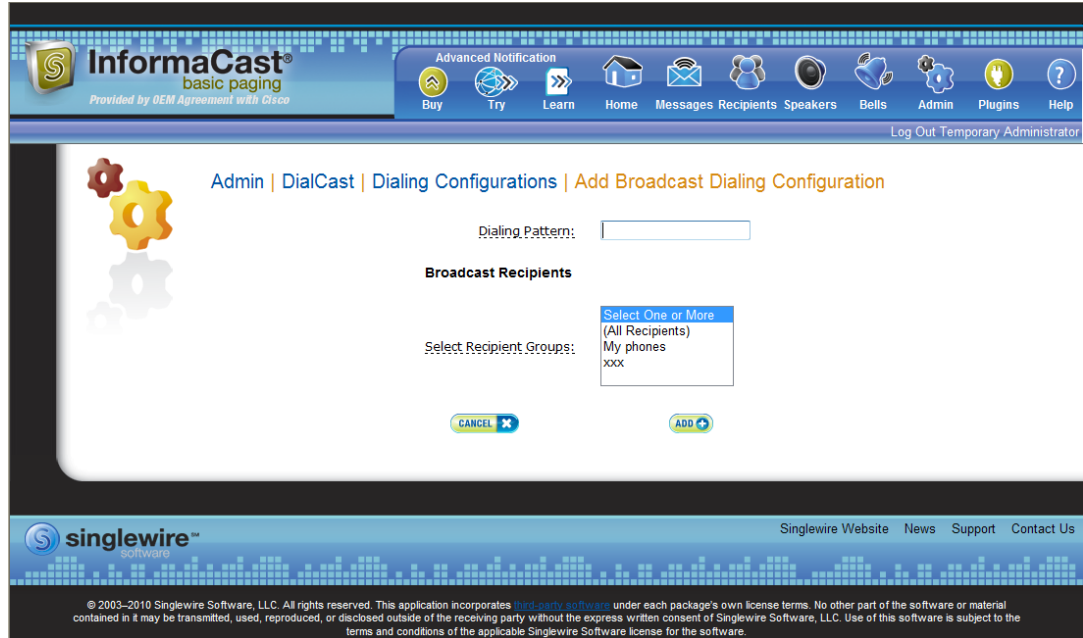 InformaCast®
basic paging
Provided by OEM Agreement with Cisco
Advanced Notification
Buy Try Learn Home Messages Recipients Speakers Bells Admin Plugins Help
Log Out Temporary Administrator
Admin | DialCast | Dialing Configurations | Add Broadcast Dialing Configuration
Dialing Pattern:
Broadcast Recipients
Select Recipient Groups:
Select One or More
(All Recipients)
My phones
xxx
CANCEL
ADD
singlewire℠
software
Singlewire Website News Support Contact Us
© 2003–2010 Singlewire Software, LLC. All rights reserved. This application incorporates third-party software under each package's own license terms. No other part of the software or material
contained in it may be transmitted, used, reproduced, or disclosed outside of the receiving party without the express written consent of Singlewire Software, LLC. Use of this software is subject to the
terms and conditions of the applicable Singlewire Software license for the software.